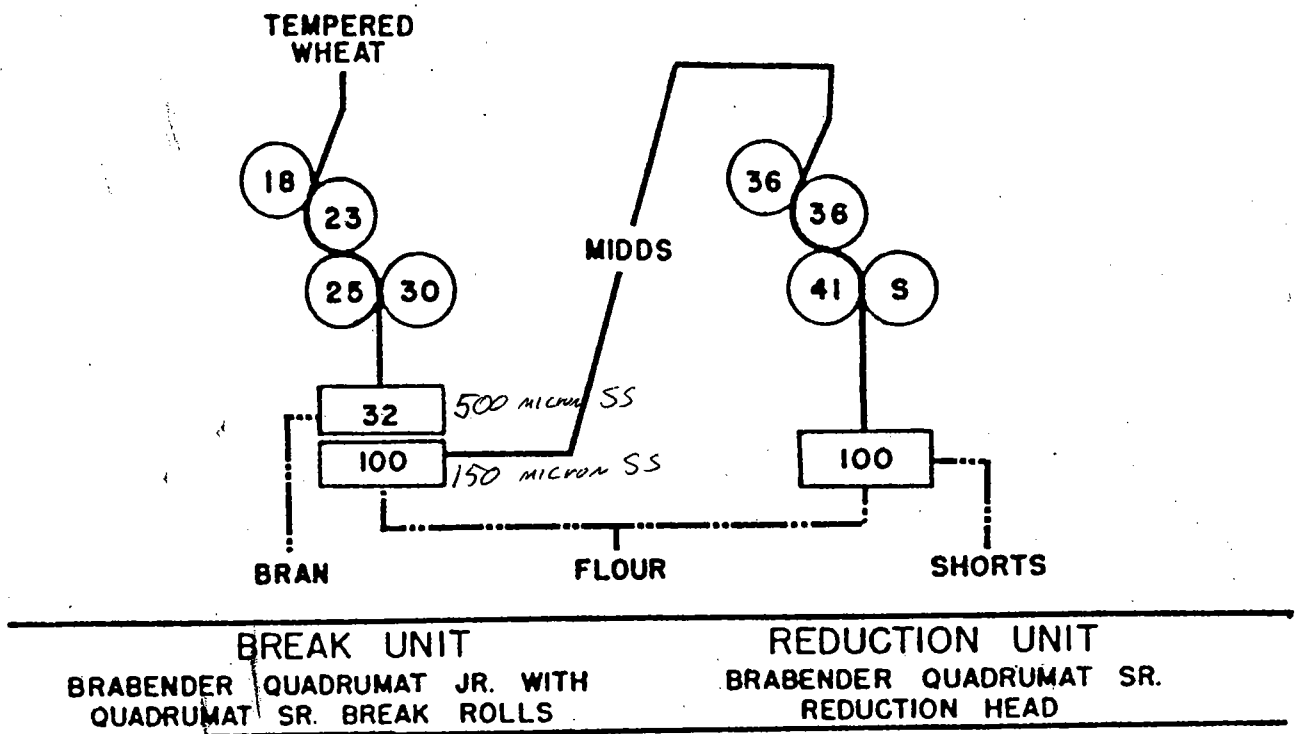 TEMPERED
WHEAT
18
23
25
30
32
500 micron SS
100
150 micron SS
MIDDS
36
36
41
S
100
BRAN
FLOUR
SHORTS
BREAK UNIT
BRABENDER QUADRUMAT JR. WITH
QUADRUMAT SR. BREAK ROLLS
REDUCTION UNIT
BRABENDER QUADRUMAT SR.
REDUCTION HEAD